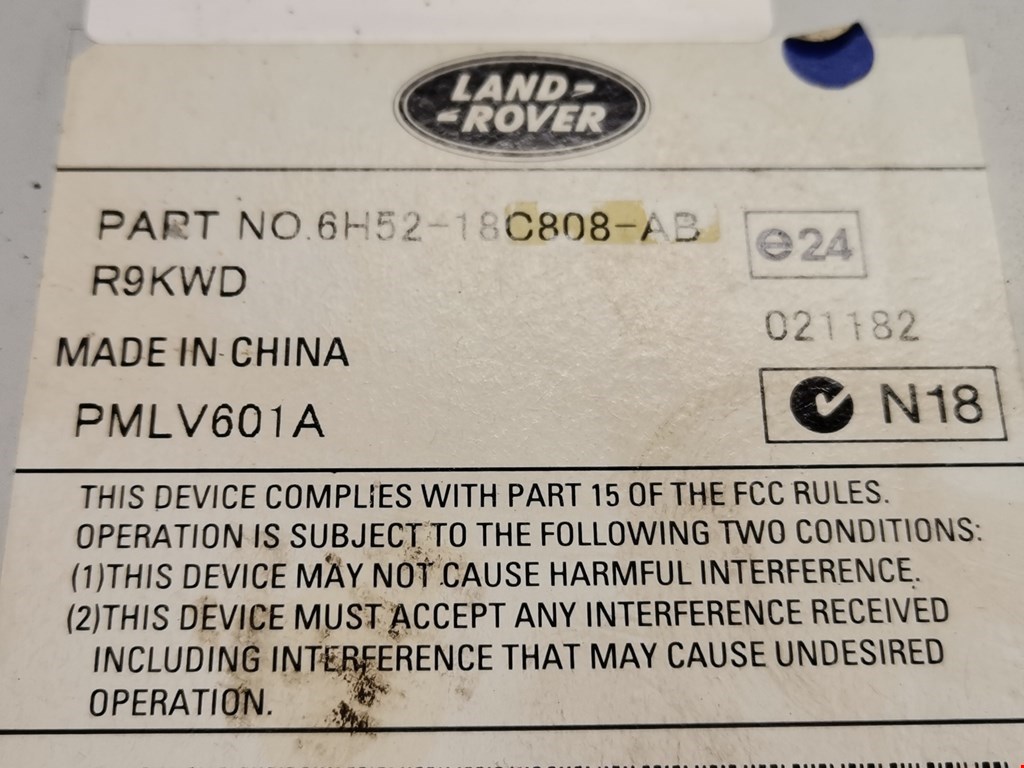 LAND-
-ROVER
PART NO.6H52-18C808-AB
e24
R9KWD
021182
MADE IN CHINA
N18
PMLV601A
THIS DEVICE COMPLIES WITH PART 15 OF THE FCC RULES.
OPERATION IS SUBJECT TO THE FOLLOWING TWO CONDITIONS:
(1)THIS DEVICE MAY NOT CAUSE HARMFUL INTERFERENCE.
(2)THIS DEVICE MUST ACCEPT ANY INTERFERENCE RECEIVED
INCLUDING INTERFERENCE THAT MAY CAUSE UNDESIRED
OPERATION.